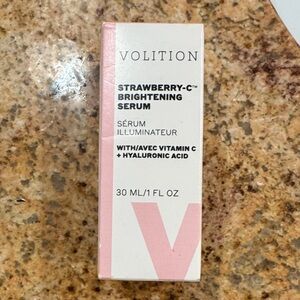 VOLITION
STRAWBERRY-C™
BRIGHTENING
SERUM
SÉRUM
ILLUMINATEUR
WITH/AVEC VITAMIN C
+ HYALURONIC ACID
30 ML/1 FL OZ
V